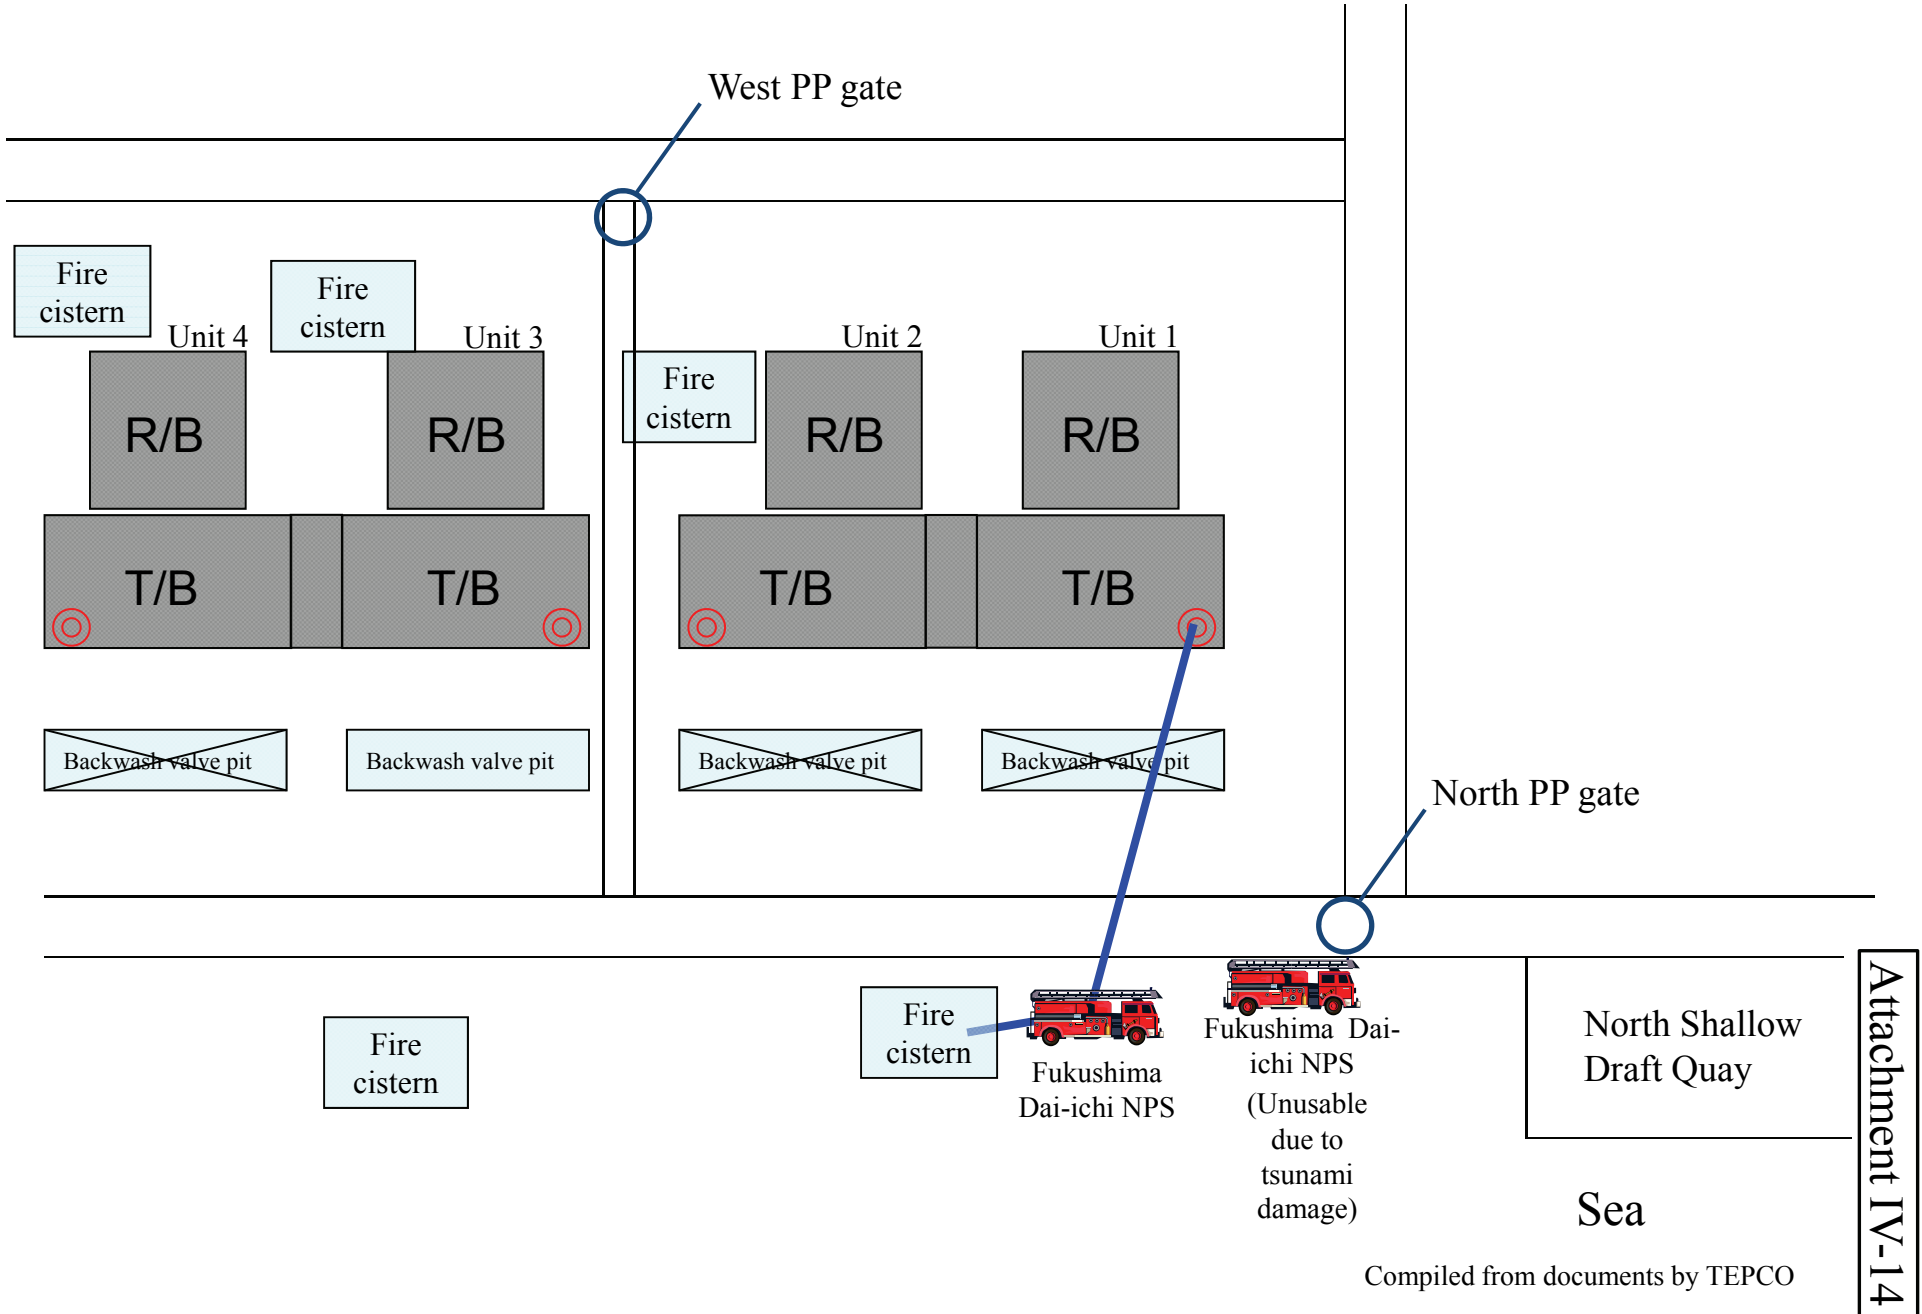 West PP gate
Fire
cistern
Fire
cistern
Unit 4
Unit 3
Unit 2
Unit 1
Fire
cistern
R/B
R/B
R/B
R/B
T/B
T/B
T/B
T/B
Backwash valve pit
Backwash valve pit
Backwash valve pit
Backwash valve pit
North PP gate
Fire
cistern
Fire
cistern
Fukushima
Dai-ichi NPS
Fukushima Dai-
ichi NPS
(Unusable
due to
tsunami
damage)
North Shallow
Draft Quay
Sea
Attachment IV-14
Compiled from documents by TEPCO